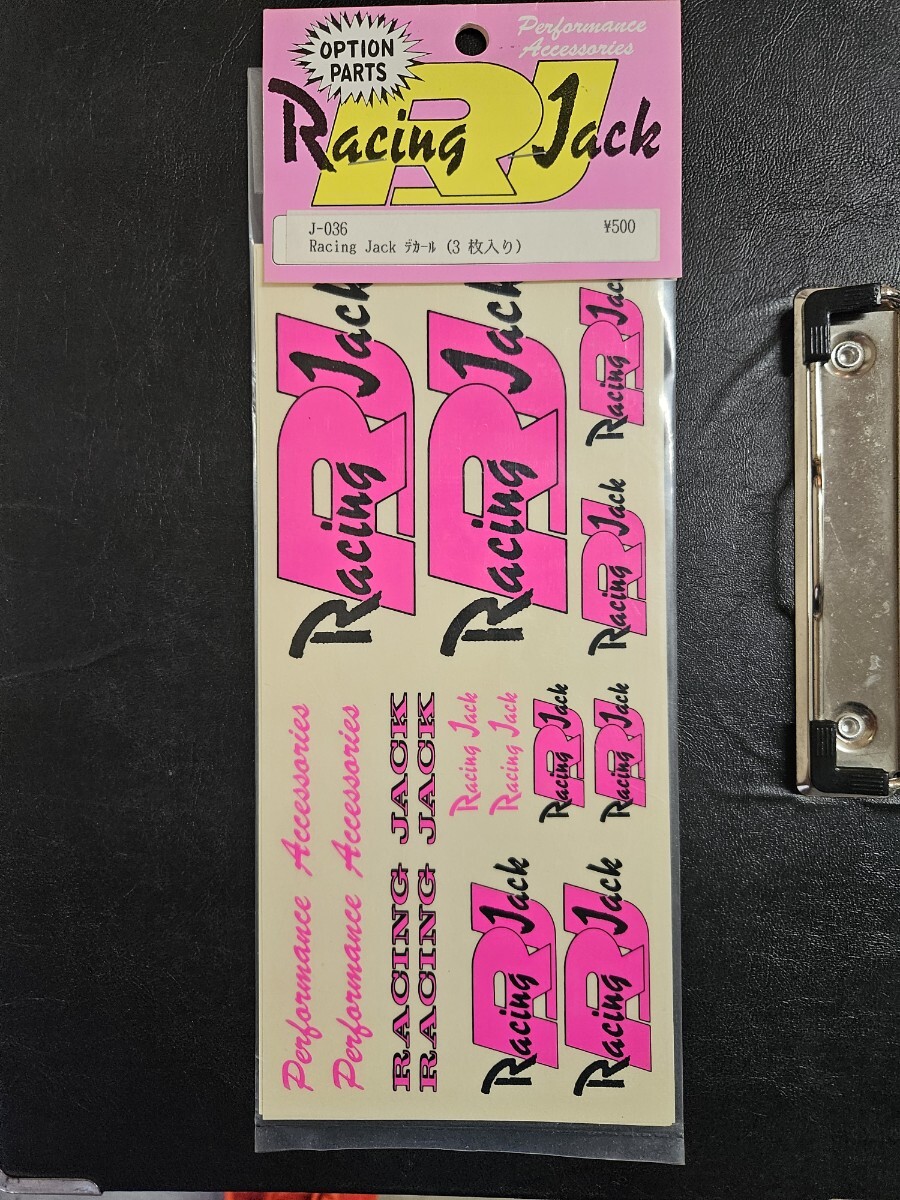 OPTION
PARTS
Performance
Accessories
RJ
Racing Jack
J-036 ¥500
Racing Jack ﾃﾞｶｰﾙ (3 枚入り)
RJ
Racing Jack
RJ
Racing Jack
RJ
Racing Jack
RJ
Racing Jack
Performance Accessories
Performance Accessories
RACING JACK
RACING JACK
Racing Jack
Racing Jack
RJ
Racing Jack
RJ
Racing Jack
RJ
Racing Jack
RJ
Racing Jack